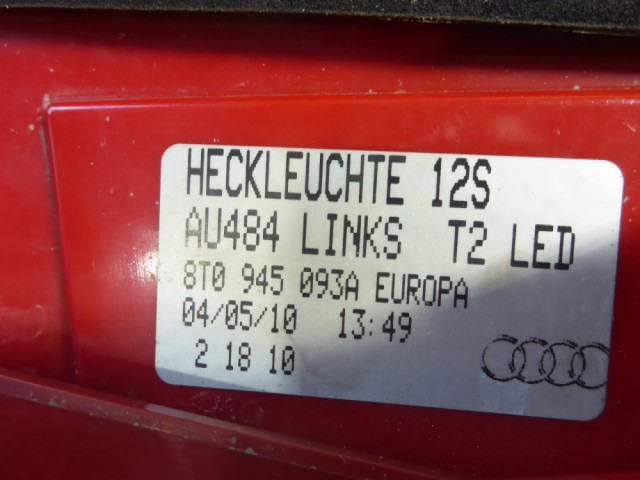 HECKLEUCHTE 12S
AU484 LINKS T2 LED
8T0 945 093A EUROPA
04/05/10 13:49
2 18 10